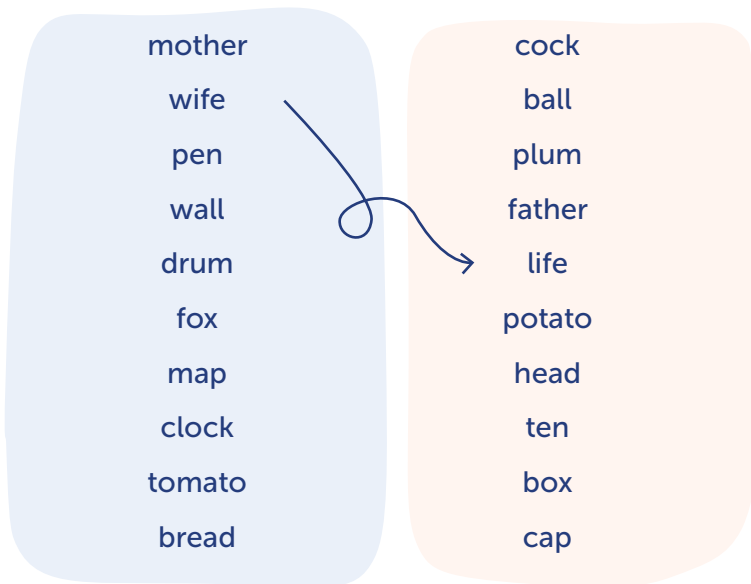 mother
wife
pen
wall
drum
fox
map
clock
tomato
bread
cock
ball
plum
father
life
potato
head
ten
box
cap